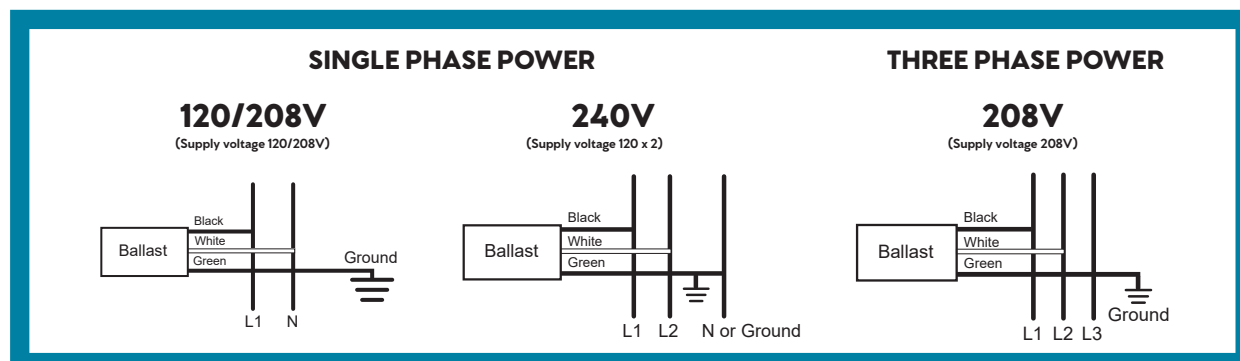 SINGLE PHASE POWER
THREE PHASE POWER
120/208V
(Supply voltage 120/208V)
Ballast
Black
White
Green
Ground
L1 N
240V
(Supply voltage 120 x 2)
Ballast
Black
White
Green
L1 L2 N or Ground
208V
(Supply voltage 208V)
Ballast
Black
White
Green
Ground
L1 L2 L3